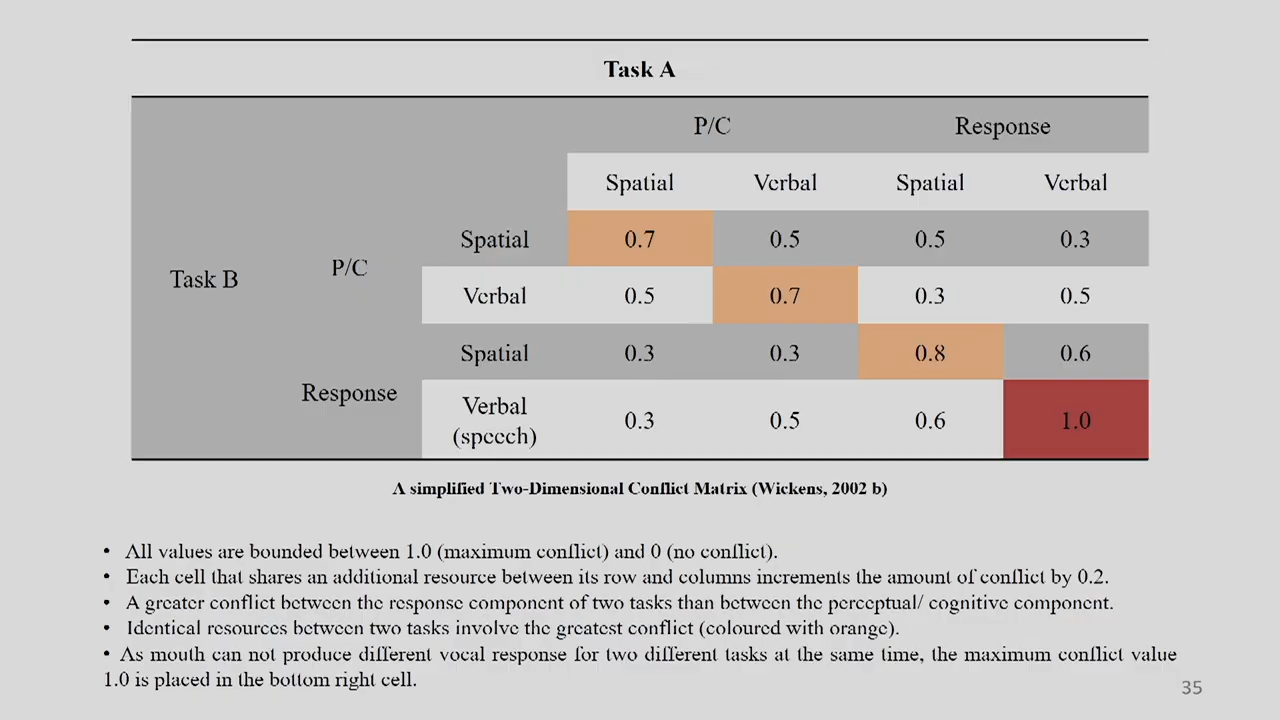 Task A
P/C Response
Spatial Verbal Spatial Verbal
Spatial 0.7 0.5 0.5 0.3
Task B P/C
Verbal 0.5 0.7 0.3 0.5
Spatial 0.3 0.3 0.8 0.6
Response
Verbal (speech) 0.3 0.5 0.6 1.0
A simplified Two-Dimensional Conflict Matrix (Wickens, 2002 b)
• All values are bounded between 1.0 (maximum conflict) and 0 (no conflict).
• Each cell that shares an additional resource between its row and columns increments the amount of conflict by 0.2.
• A greater conflict between the response component of two tasks than between the perceptual/ cognitive component.
• Identical resources between two tasks involve the greatest conflict (coloured with orange).
• As mouth can not produce different vocal response for two different tasks at the same time, the maximum conflict value
1.0 is placed in the bottom right cell.
35